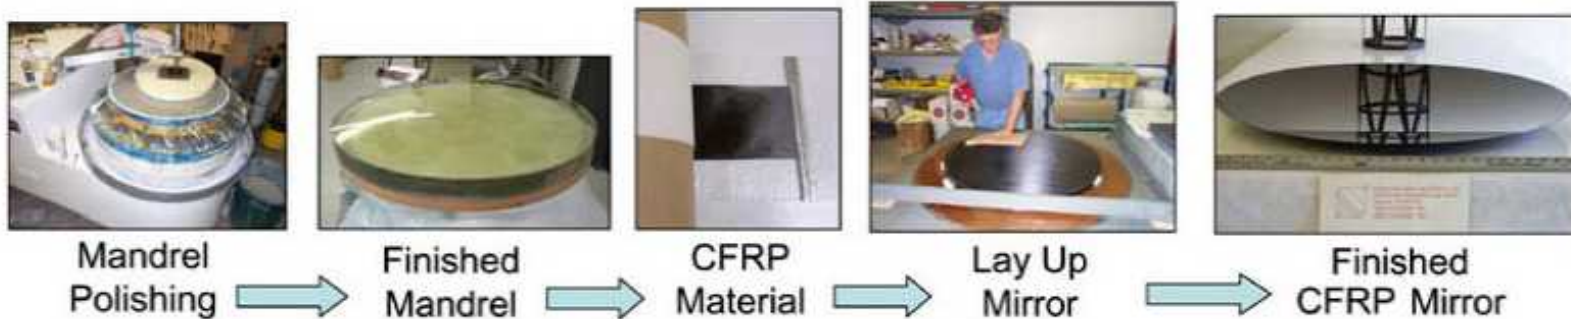 Mandrel
Polishing
Finished
Mandrel
CFRP
Material
Lay Up
Mirror
Finished
CFRP Mirror